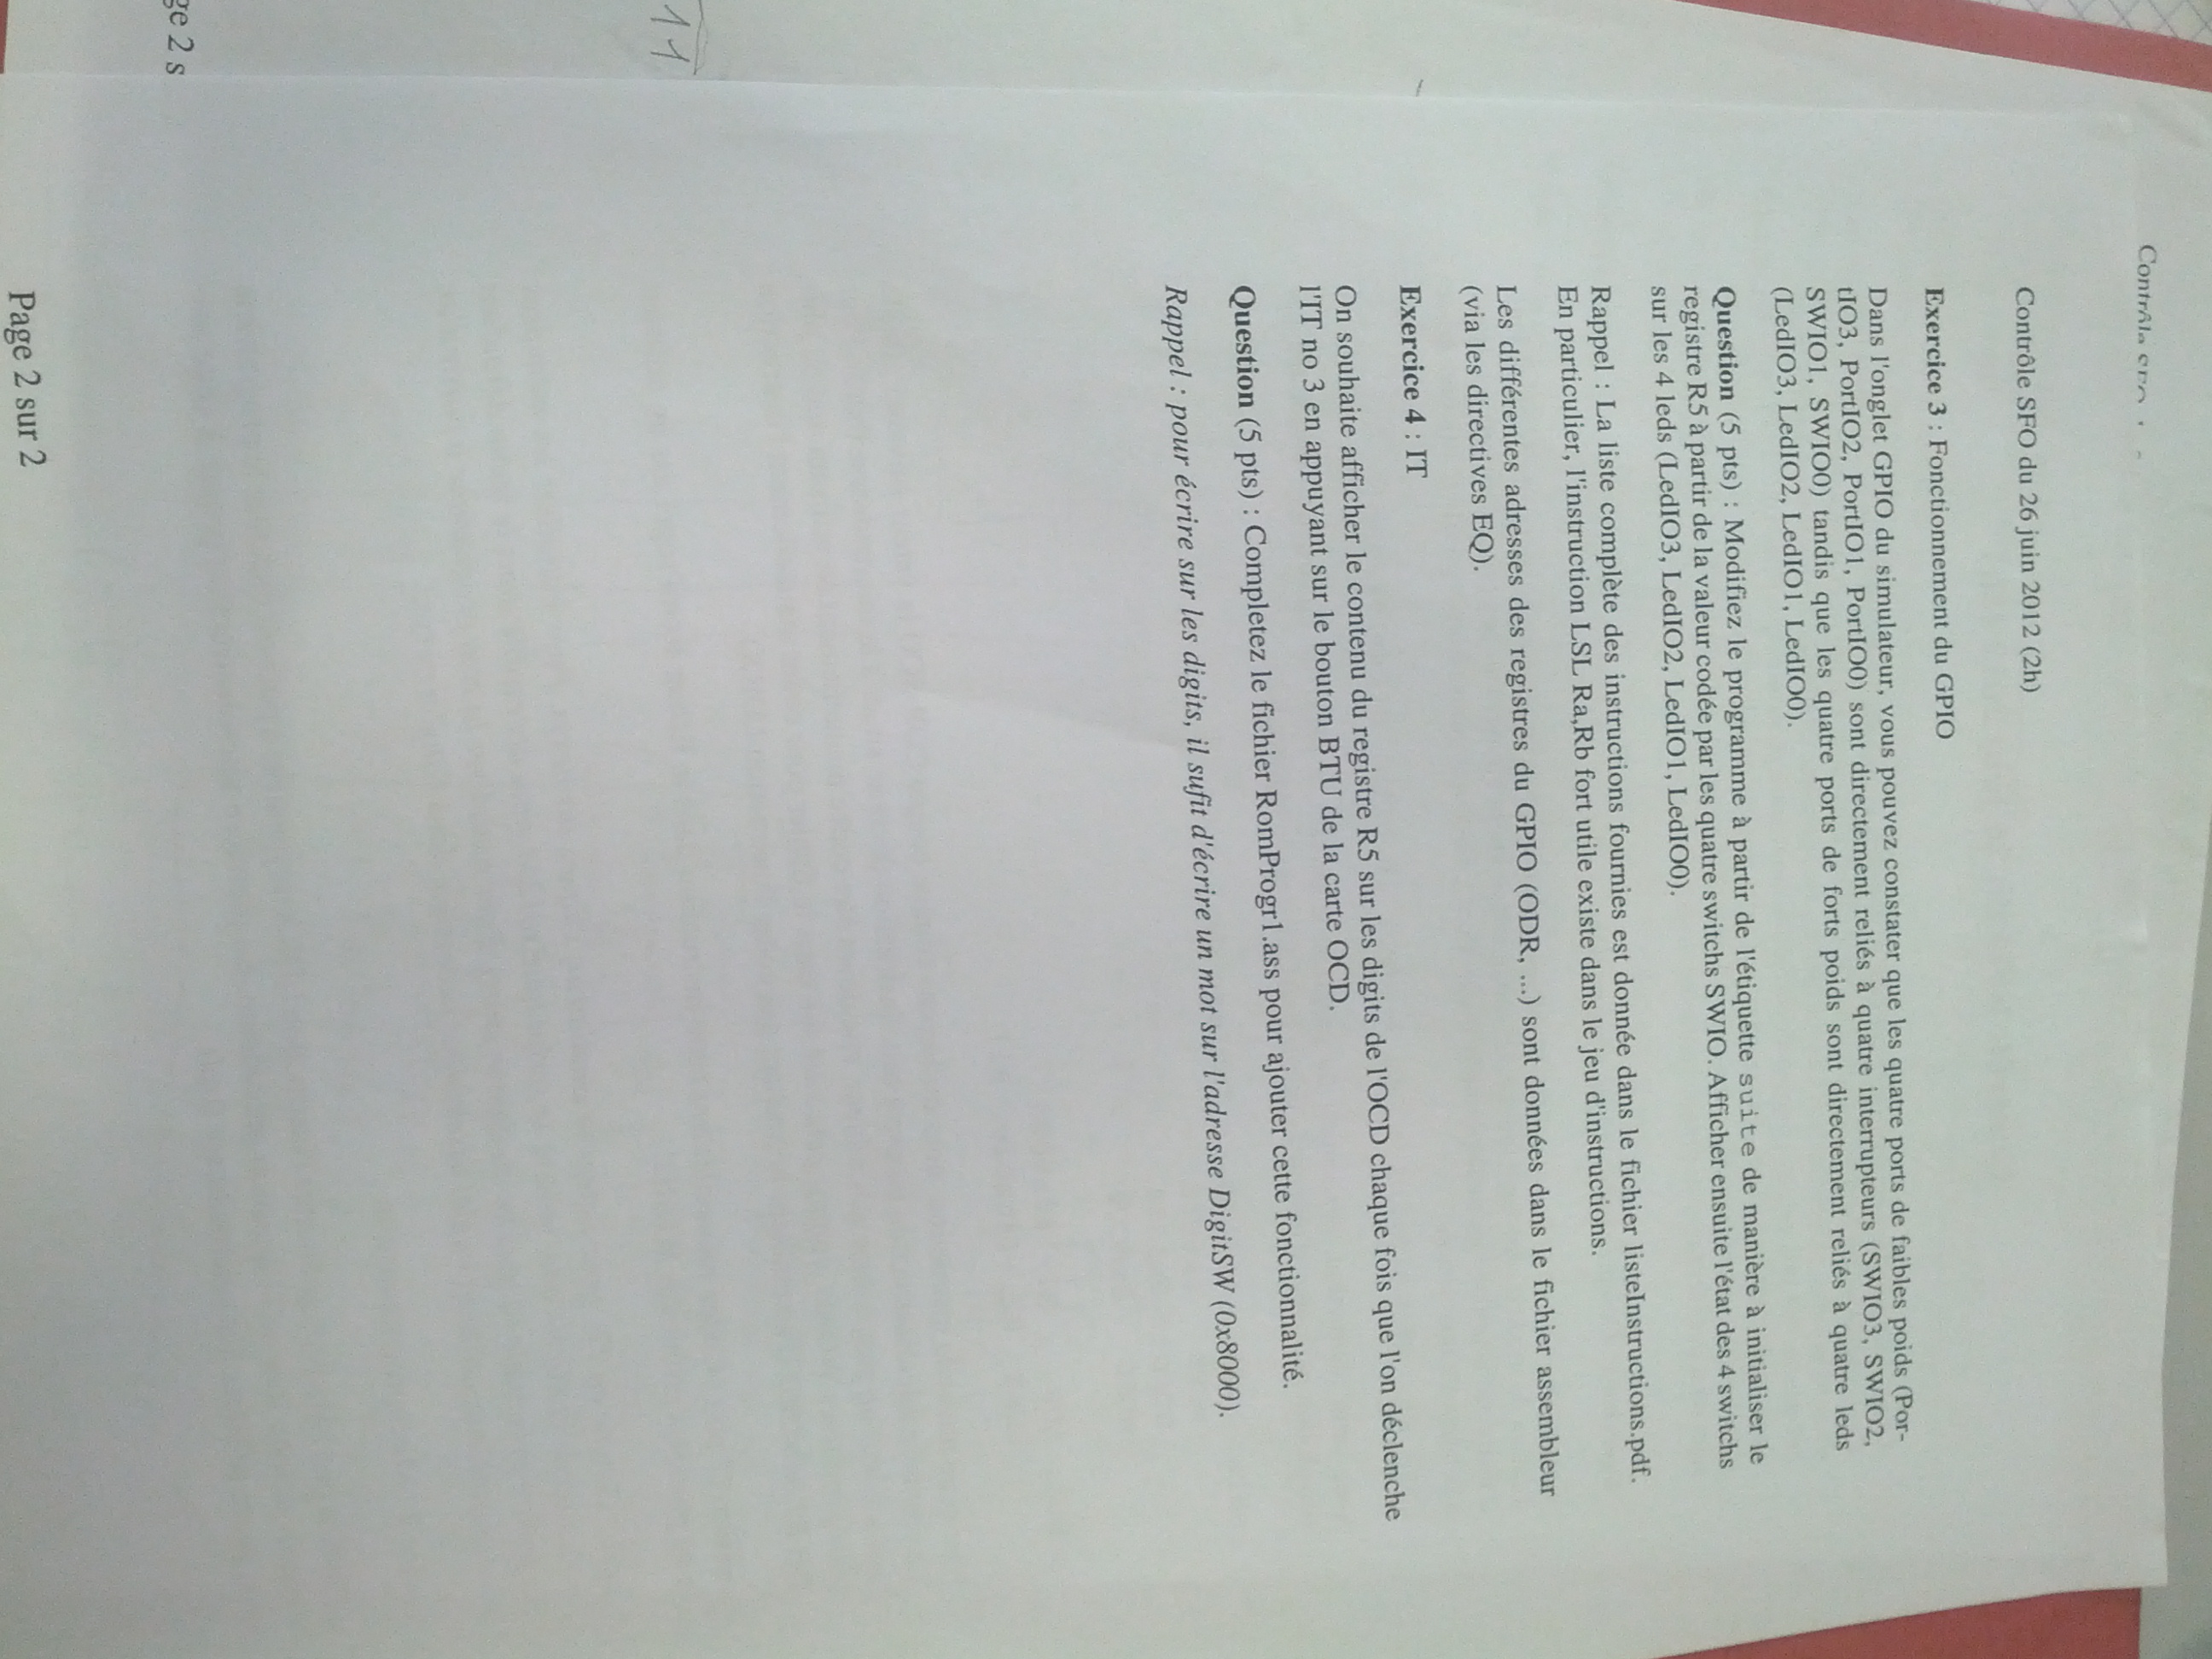 Contrôle
Contrôle SFO du 26 juin 2012 (2h)
Exercice 3 : Fonctionnement du GPIO
Dans l'onglet GPIO du simulateur, vous pouvez constater que les quatre ports de faibles poids (Por-
tIO3, PortIO2, PortIO1, PortIO0) sont directement reliés à quatre interrupteurs (SWIO3, SWIO2,
SWIO1, SWIO0) tandis que les quatre ports de forts poids sont directement reliés à quatre leds
(LedIO3, LedIO2, LedIO1, LedIO0).
Question (5 pts) : Modifiez le programme à partir de l'étiquette suite de manière à initialiser le
registre R5 à partir de la valeur codée par les quatre switchs SWIO. Afficher ensuite l'état des 4 switchs
sur les 4 leds (LedIO3, LedIO2, LedIO1, LedIO0).
Rappel : La liste complète des instructions fournies est donnée dans le fichier listeInstructions.pdf.
En particulier, l'instruction LSL Ra,Rb fort utile existe dans le jeu d'instructions.
Les différentes adresses des registres du GPIO (ODR, ...) sont données dans le fichier assembleur
(via les directives EQ).
Exercice 4 : IT
On souhaite afficher le contenu du registre R5 sur les digits de l'OCD chaque fois que l'on déclenche
l'IT no 3 en appuyant sur le bouton BTU de la carte OCD.
Question (5 pts) : Completez le fichier RomProgr1.ass pour ajouter cette fonctionnalité.
Rappel : pour écrire sur les digits, il sufit d'écrire un mot sur l'adresse DigitSW (0x8000).
11
ge 2 s
Page 2 sur 2